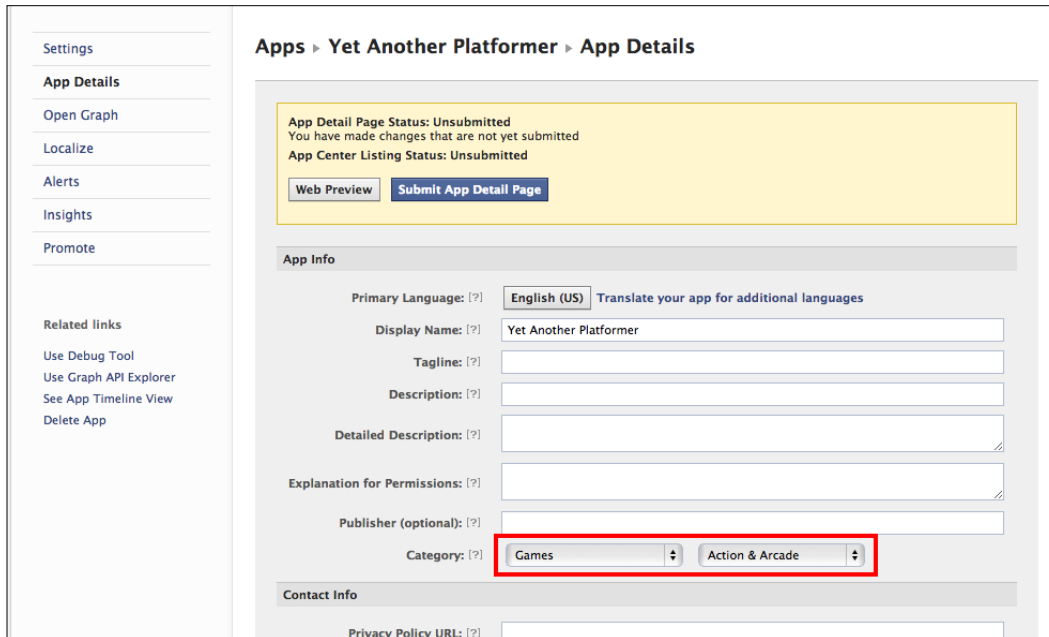 Settings
App Details
Open Graph
Localize
Alerts
Insights
Promote
Related links
Use Debug Tool
Use Graph API Explorer
See App Timeline View
Delete App
Apps ▸ Yet Another Platformer ▸ App Details
App Detail Page Status: Unsubmitted
You have made changes that are not yet submitted
App Center Listing Status: Unsubmitted
Web Preview Submit App Detail Page
App Info
Primary Language: [?] English (US) Translate your app for additional languages
Display Name: [?] Yet Another Platformer
Tagline: [?]
Description: [?]
Detailed Description: [?]
Explanation for Permissions: [?]
Publisher (optional): [?]
Category: [?] Games Action & Arcade
Contact Info
Privacy Policy URL: [?]